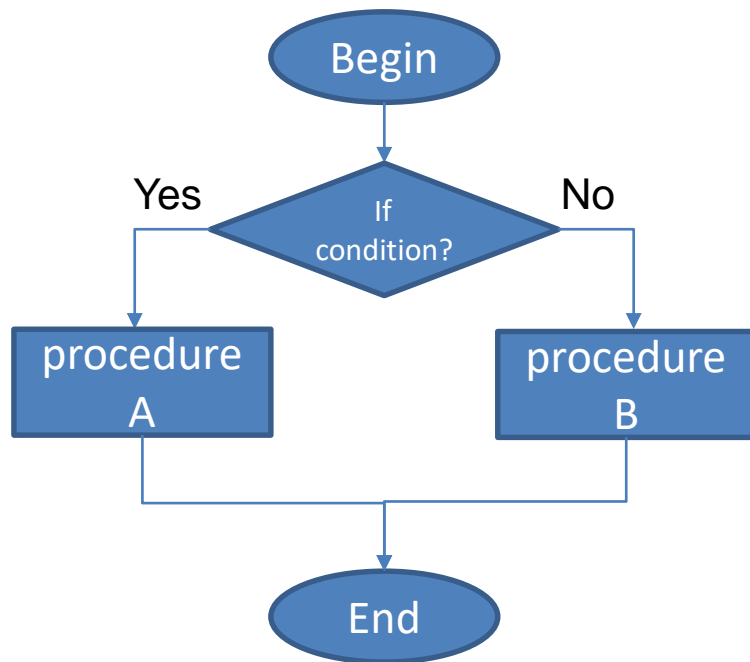 Begin
Yes
No
If
condition?
procedure
A
procedure
B
End